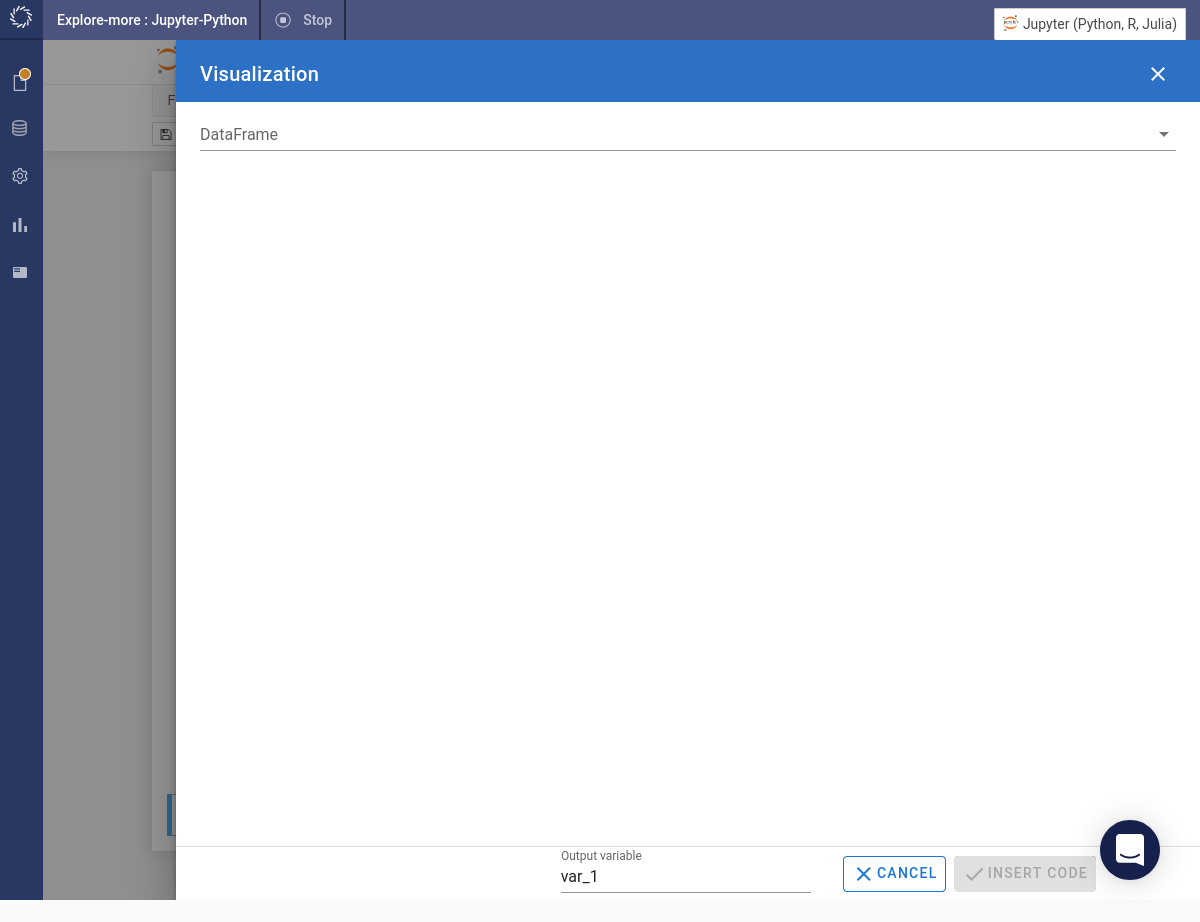 Explore-more : Jupyter-Python
Stop
Jupyter (Python, R, Julia)
Visualization
F
DataFrame
Output variable
var_1
CANCEL
INSERT CODE